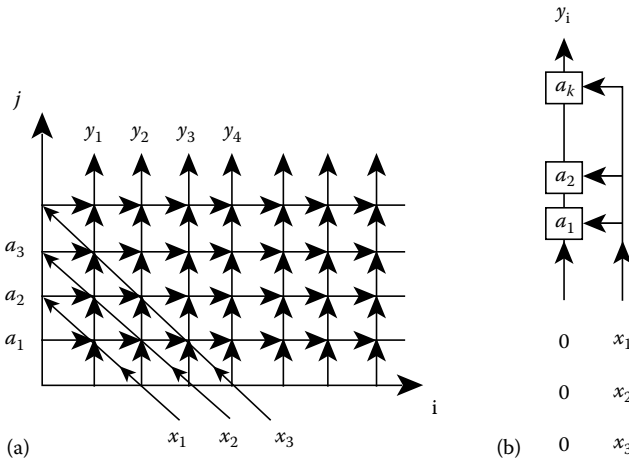 j
y₁ y₂ y₃ y₄
a₃
a₂
a₁
i
x₁ x₂ x₃
(a)
yᵢ
aₖ
a₂
a₁
0 x₁
0 x₂
0 x₃
(b)